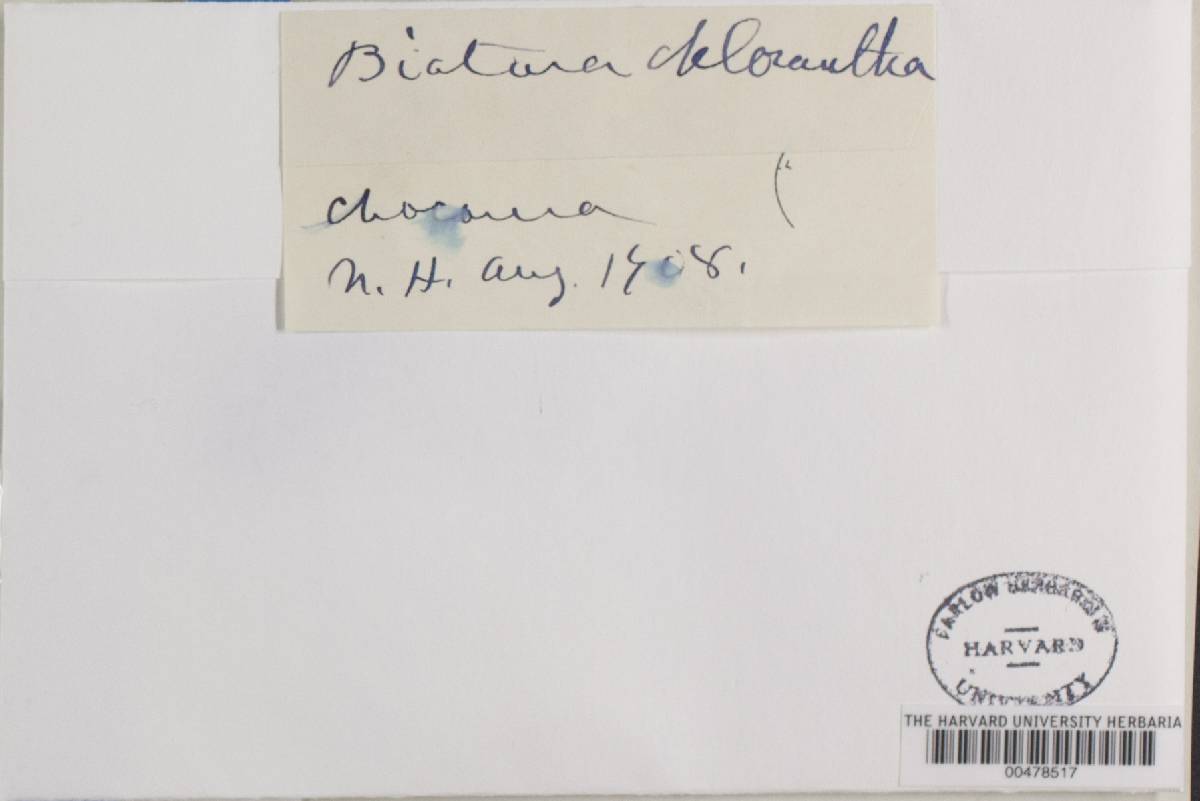 Biatora chlorantha
Chocorua
N. H. Aug. 1908.
FARLOW HERBARIUM
HARVARD
UNIVERSITY
THE HARVARD UNIVERSITY HERBARIA
00478517